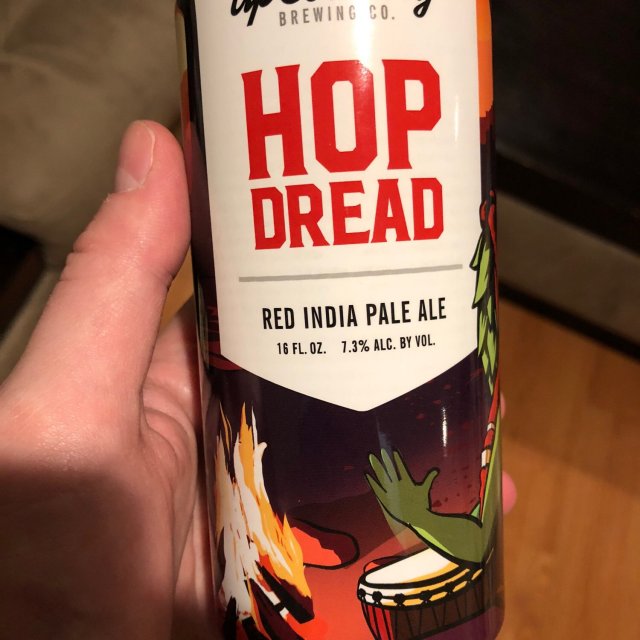 BREWING CO.
HOP
DREAD
RED INDIA PALE ALE
16 FL. OZ. 7.3% ALC. BY VOL.